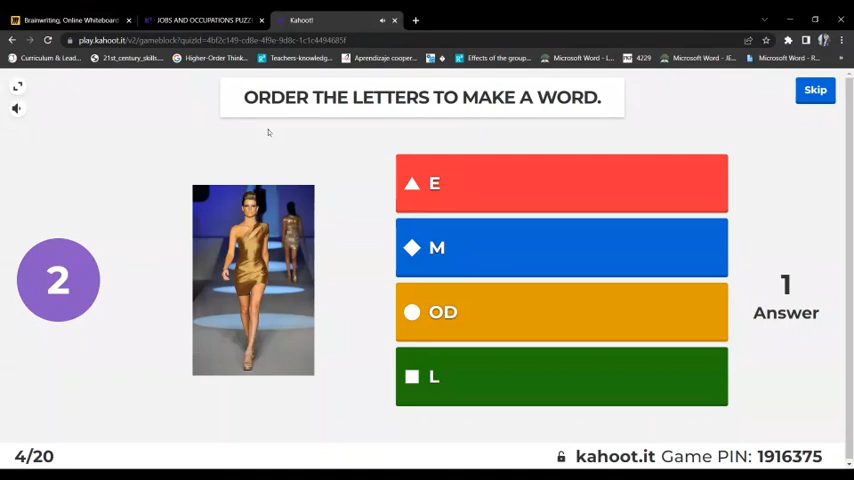 Brainwriting, Online Whiteboard
JOBS AND OCCUPATIONS PUZZ
Kahoot!
play.kahoot.it/v2/gameblock?quizId=4bf2c149-cd8e-4f9e-9d8c-1c1c4494685f
Curriculum & Lead...
21st_century_skills....
Higher-Order Think...
Teachers-knowledg...
Aprendizaje cooper...
Effects of the group...
Microsoft Word - L...
4229
Microsoft Word - JE...
Microsoft Word - R...
ORDER THE LETTERS TO MAKE A WORD.
Skip
E
M
2
OD
L
1
Answer
4/20
kahoot.it Game PIN: 1916375